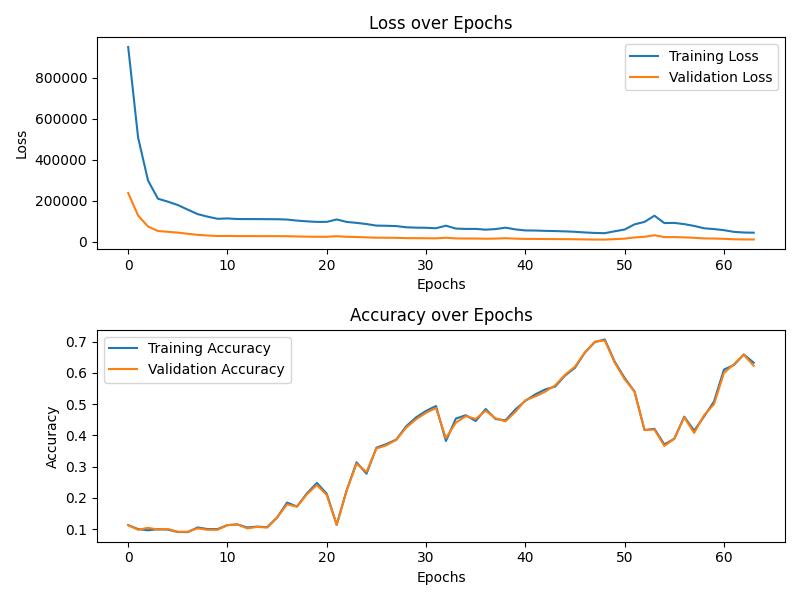 Loss over Epochs
Loss
800000
600000
400000
200000
0
Training Loss
Validation Loss
0 10 20 30 40 50 60
Epochs
Accuracy over Epochs
Accuracy
0.7
0.6
0.5
0.4
0.3
0.2
0.1
Training Accuracy
Validation Accuracy
0 10 20 30 40 50 60
Epochs